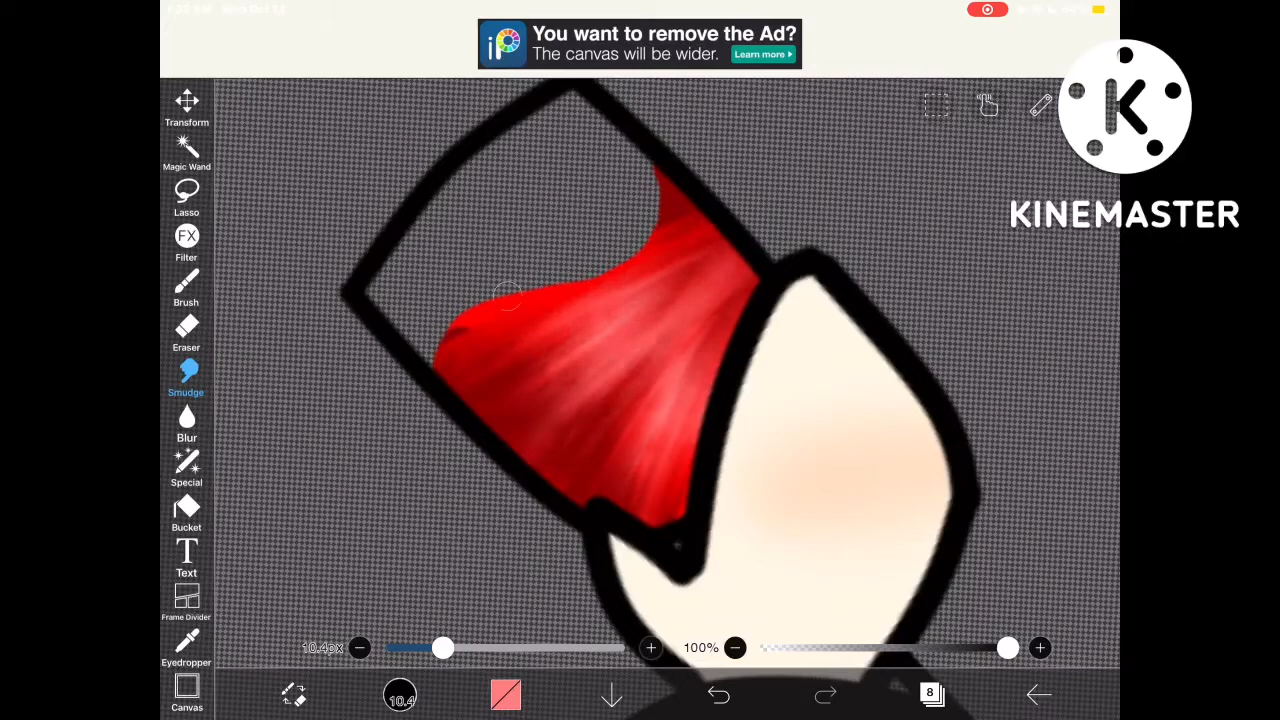 You want to remove the Ad?
The canvas will be wider. Learn more
KINEMASTER
Transform
Magic Wand
Lasso
FX
Filter
Brush
Eraser
Smudge
Blur
Special
Bucket
T
Text
Frame Divider
Eyedropper
Canvas
10.4px
100%
10.4
8